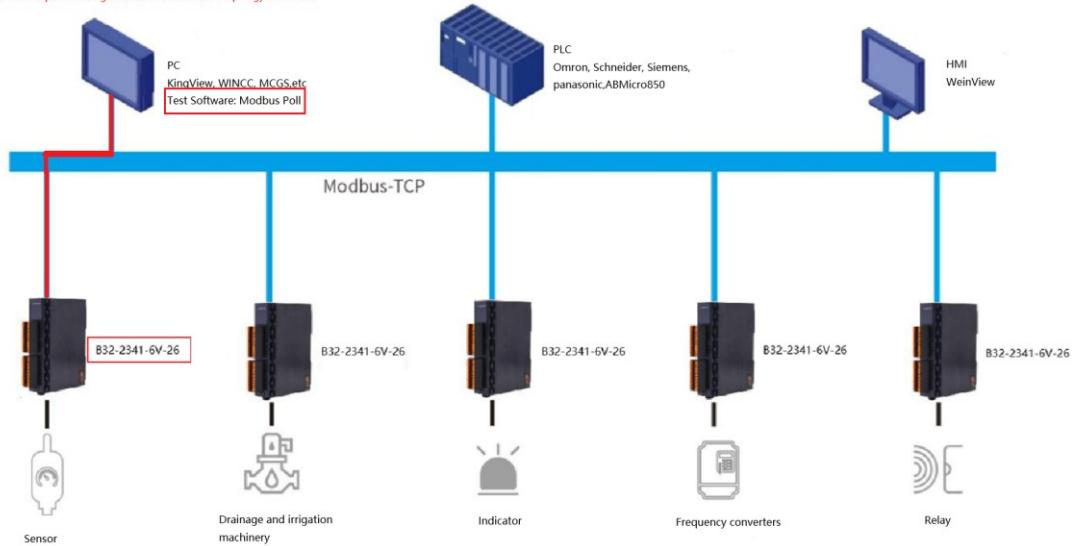 PC
KingView, WINCC, MCGS,etc
Test Software: Modbus Poll
PLC
Omron, Schneider, Siemens,
panasonic,ABMicro850
HMI
WeinView
Modbus-TCP
B32-2341-6V-26
B32-2341-6V-26
B32-2341-6V-26
B32-2341-6V-26
B32-2341-6V-26
Sensor
Drainage and irrigation
machinery
Indicator
Frequency converters
Relay